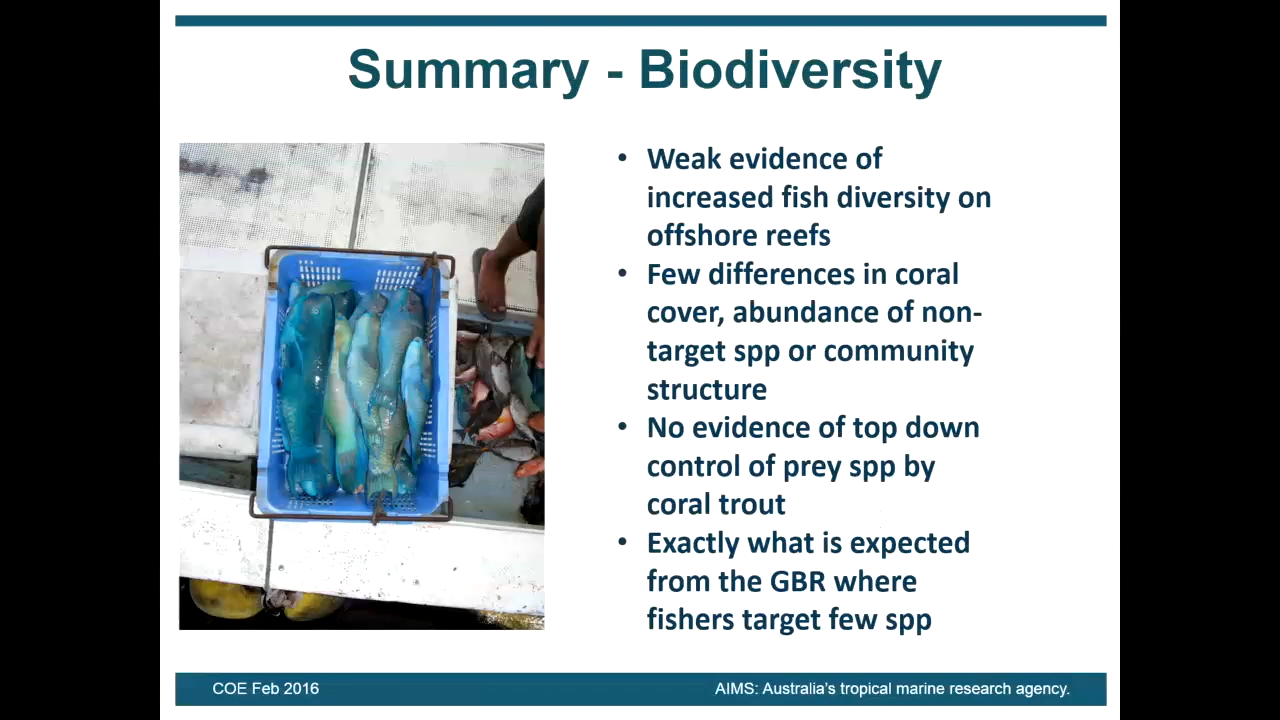 Summary - Biodiversity
• Weak evidence of
increased fish diversity on
offshore reefs
• Few differences in coral
cover, abundance of non-
target spp or community
structure
• No evidence of top down
control of prey spp by
coral trout
• Exactly what is expected
from the GBR where
fishers target few spp
COE Feb 2016
AIMS: Australia's tropical marine research agency.